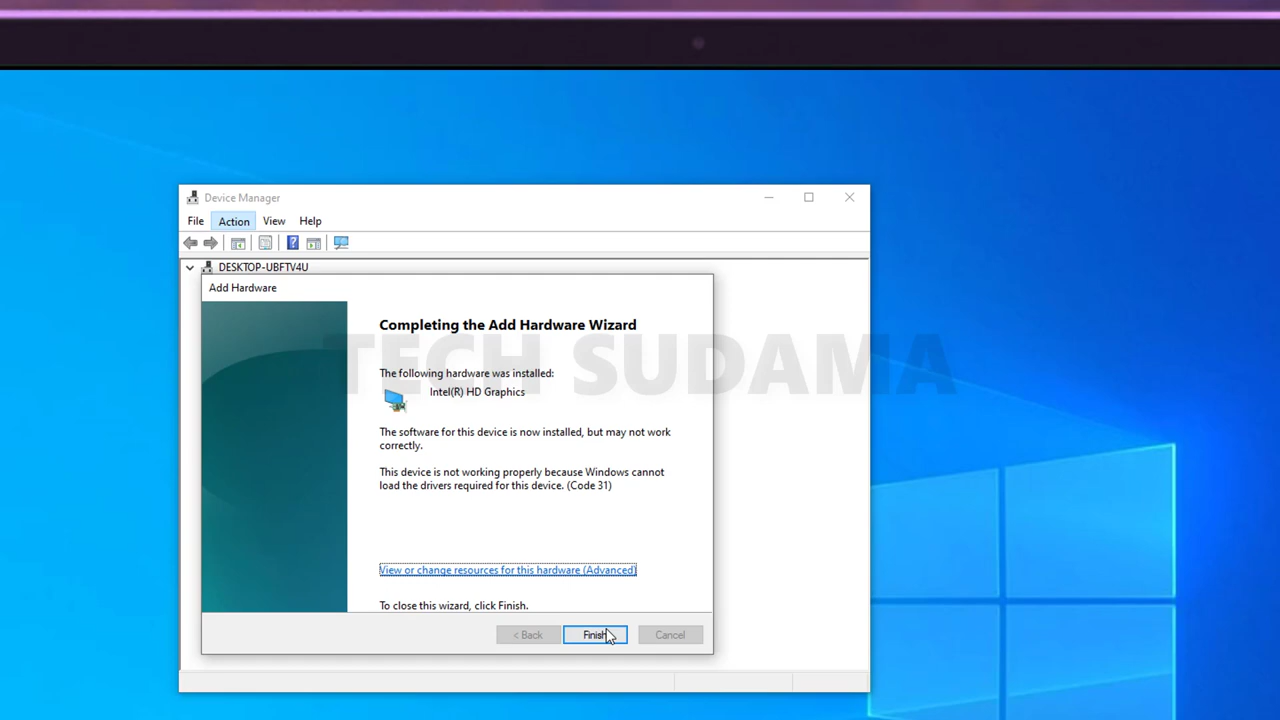 Device Manager
File Action View Help
DESKTOP-UBFTV4U
Add Hardware
Completing the Add Hardware Wizard
TECH SUDAMA
The following hardware was installed:
Intel(R) HD Graphics
The software for this device is now installed, but may not work
correctly.
This device is not working properly because Windows cannot
load the drivers required for this device. (Code 31)
View or change resources for this hardware (Advanced)
To close this wizard, click Finish.
< Back Finish Cancel